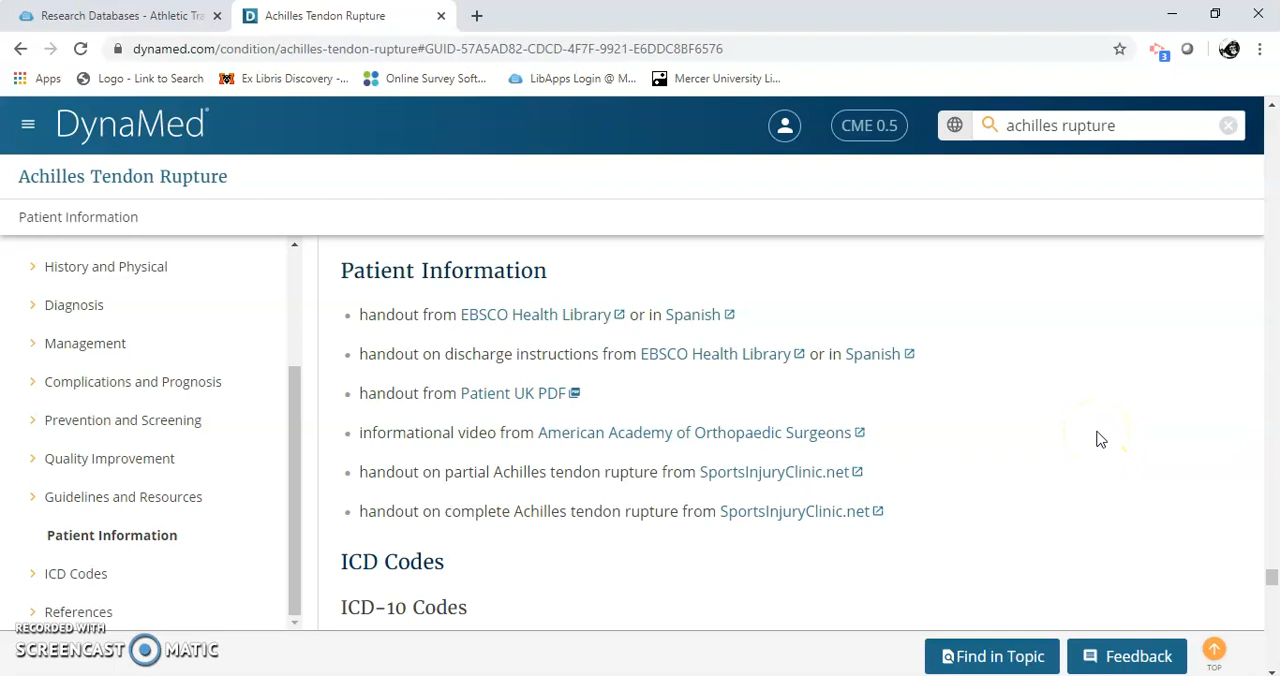 Research Databases - Athletic Tra
Achilles Tendon Rupture
dynamed.com/condition/achilles-tendon-rupture#GUID-57A5AD82-CDCD-4F7F-9921-E6DDC8BF6576
3
Apps
Logo - Link to Search
Ex Libris Discovery -...
Online Survey Soft...
LibApps Login @ M...
Mercer University Li...
DynaMed
CME 0.5
achilles rupture
Achilles Tendon Rupture
Patient Information
History and Physical
Diagnosis
Management
Complications and Prognosis
Prevention and Screening
Quality Improvement
Guidelines and Resources
Patient Information
ICD Codes
References
Patient Information
• handout from EBSCO Health Library or in Spanish
• handout on discharge instructions from EBSCO Health Library or in Spanish
• handout from Patient UK PDF
• informational video from American Academy of Orthopaedic Surgeons
• handout on partial Achilles tendon rupture from SportsInjuryClinic.net
• handout on complete Achilles tendon rupture from SportsInjuryClinic.net
ICD Codes
ICD-10 Codes
RECORDED WITH
SCREENCAST MATIC
Find in Topic
Feedback
TOP